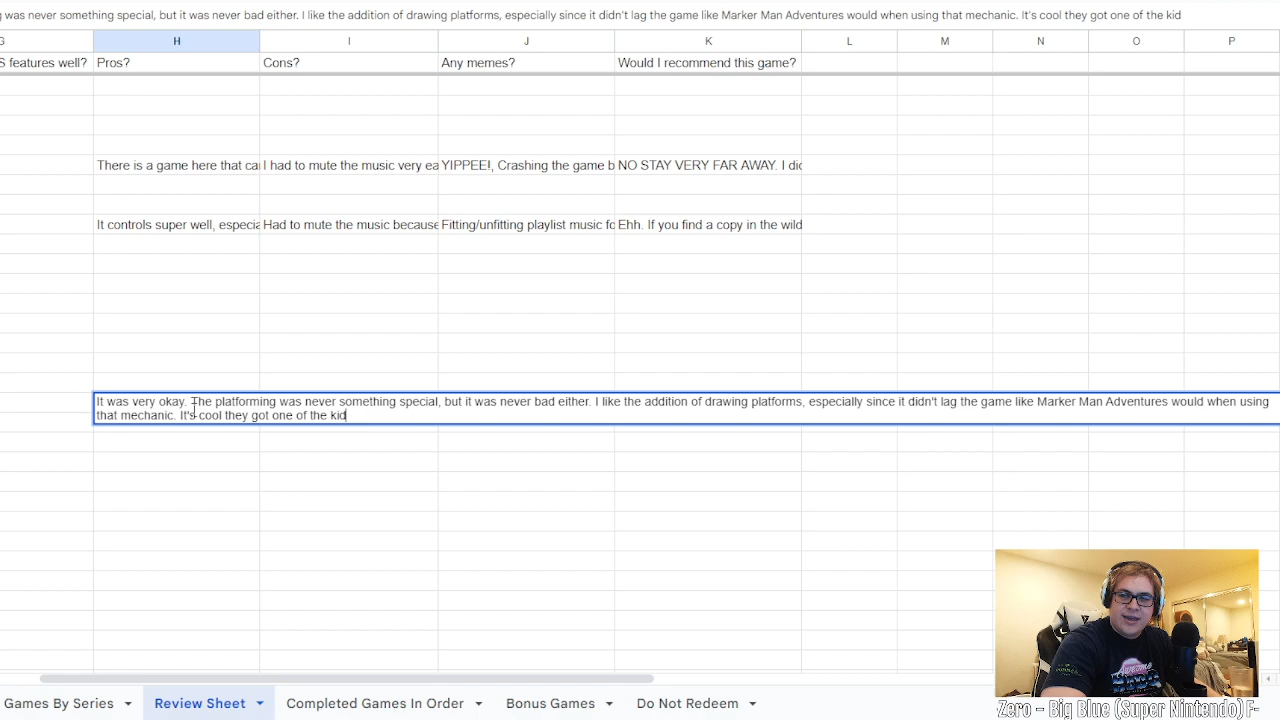 g was never something special, but it was never bad either. I like the addition of drawing platforms, especially since it didn't lag the game like Marker Man Adventures would when using that mechanic. It's cool they got one of the kid
G H I J K L M N O P
S features well? Pros? Cons? Any memes? Would I recommend this game?
There is a game here that ca I had to mute the music very ea YIPPEE!, Crashing the game b NO STAY VERY FAR AWAY. I did
It controls super well, especia Had to mute the music because Fitting/unfitting playlist music fo Ehh. If you find a copy in the wild
It was very okay. The platforming was never something special, but it was never bad either. I like the addition of drawing platforms, especially since it didn't lag the game like Marker Man Adventures would when using
that mechanic. It's cool they got one of the kid
Games By Series Review Sheet Completed Games In Order Bonus Games Do Not Redeem
Zero - Big Blue (Super Nintendo) F-